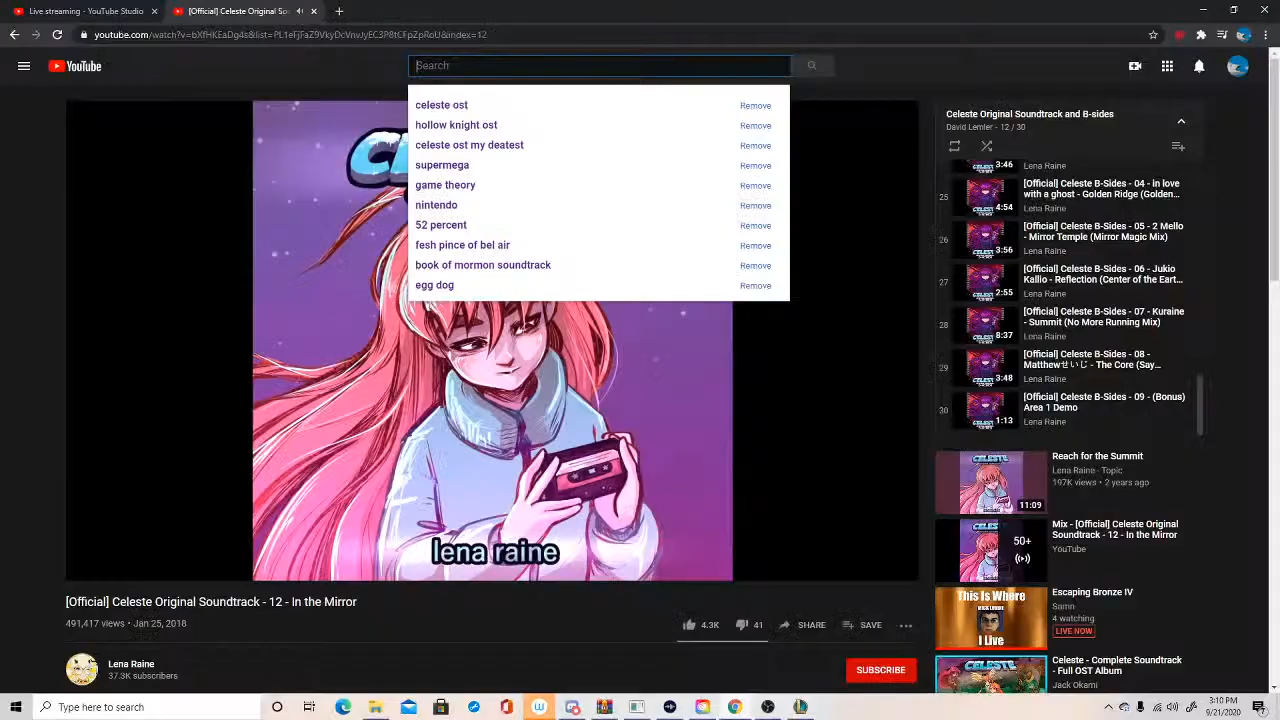 Live streaming - YouTube Studio
[Official] Celeste Original So
youtube.com/watch?v=bXfHKEaDg4s&list=PL1eTjFaZ9VkyDcVnvJyEC3P8tCfpZpRoU&index=12
YouTube
Search
celeste ost Remove
hollow knight ost Remove
celeste ost my deatest Remove
supermega Remove
game theory Remove
nintendo Remove
52 percent Remove
fesh pince of bel air Remove
book of mormon soundtrack Remove
egg dog Remove
lena raine
[Official] Celeste Original Soundtrack - 12 - In the Mirror
491,417 views • Jan 25, 2018
4.3K
41
SHARE
SAVE
Lena Raine
37.3K subscribers
SUBSCRIBE
Celeste Original Soundtrack and B-sides
David Lemler - 12 / 30
3:46
Lena Raine
25
4:54
[Official] Celeste B-Sides - 04 - in love
with a ghost - Golden Ridge (Golden...
Lena Raine
26
3:56
[Official] Celeste B-Sides - 05 - 2 Mello
- Mirror Temple (Mirror Magic Mix)
Lena Raine
27
2:55
[Official] Celeste B-Sides - 06 - Jukio
Kallio - Reflection (Center of the Eart...
Lena Raine
28
8:37
[Official] Celeste B-Sides - 07 - Kuraine
- Summit (No More Running Mix)
Lena Raine
29
3:48
[Official] Celeste B-Sides - 08 -
Matthewせいじ - The Core (Say...
Lena Raine
30
1:13
[Official] Celeste B-Sides - 09 - (Bonus)
Area 1 Demo
Lena Raine
CELESTE
11:09
Reach for the Summit
Lena Raine - Topic
197K views • 2 years ago
50+
Mix - [Official] Celeste Original
Soundtrack - 12 - In the Mirror
YouTube
This Is Where
I Live
Escaping Bronze IV
Samn
4 watching
LIVE NOW
CELESTE
Celeste - Complete Soundtrack
- Full OST Album
Jack Okami
Type here to search
3:10 PM
9/21/2020